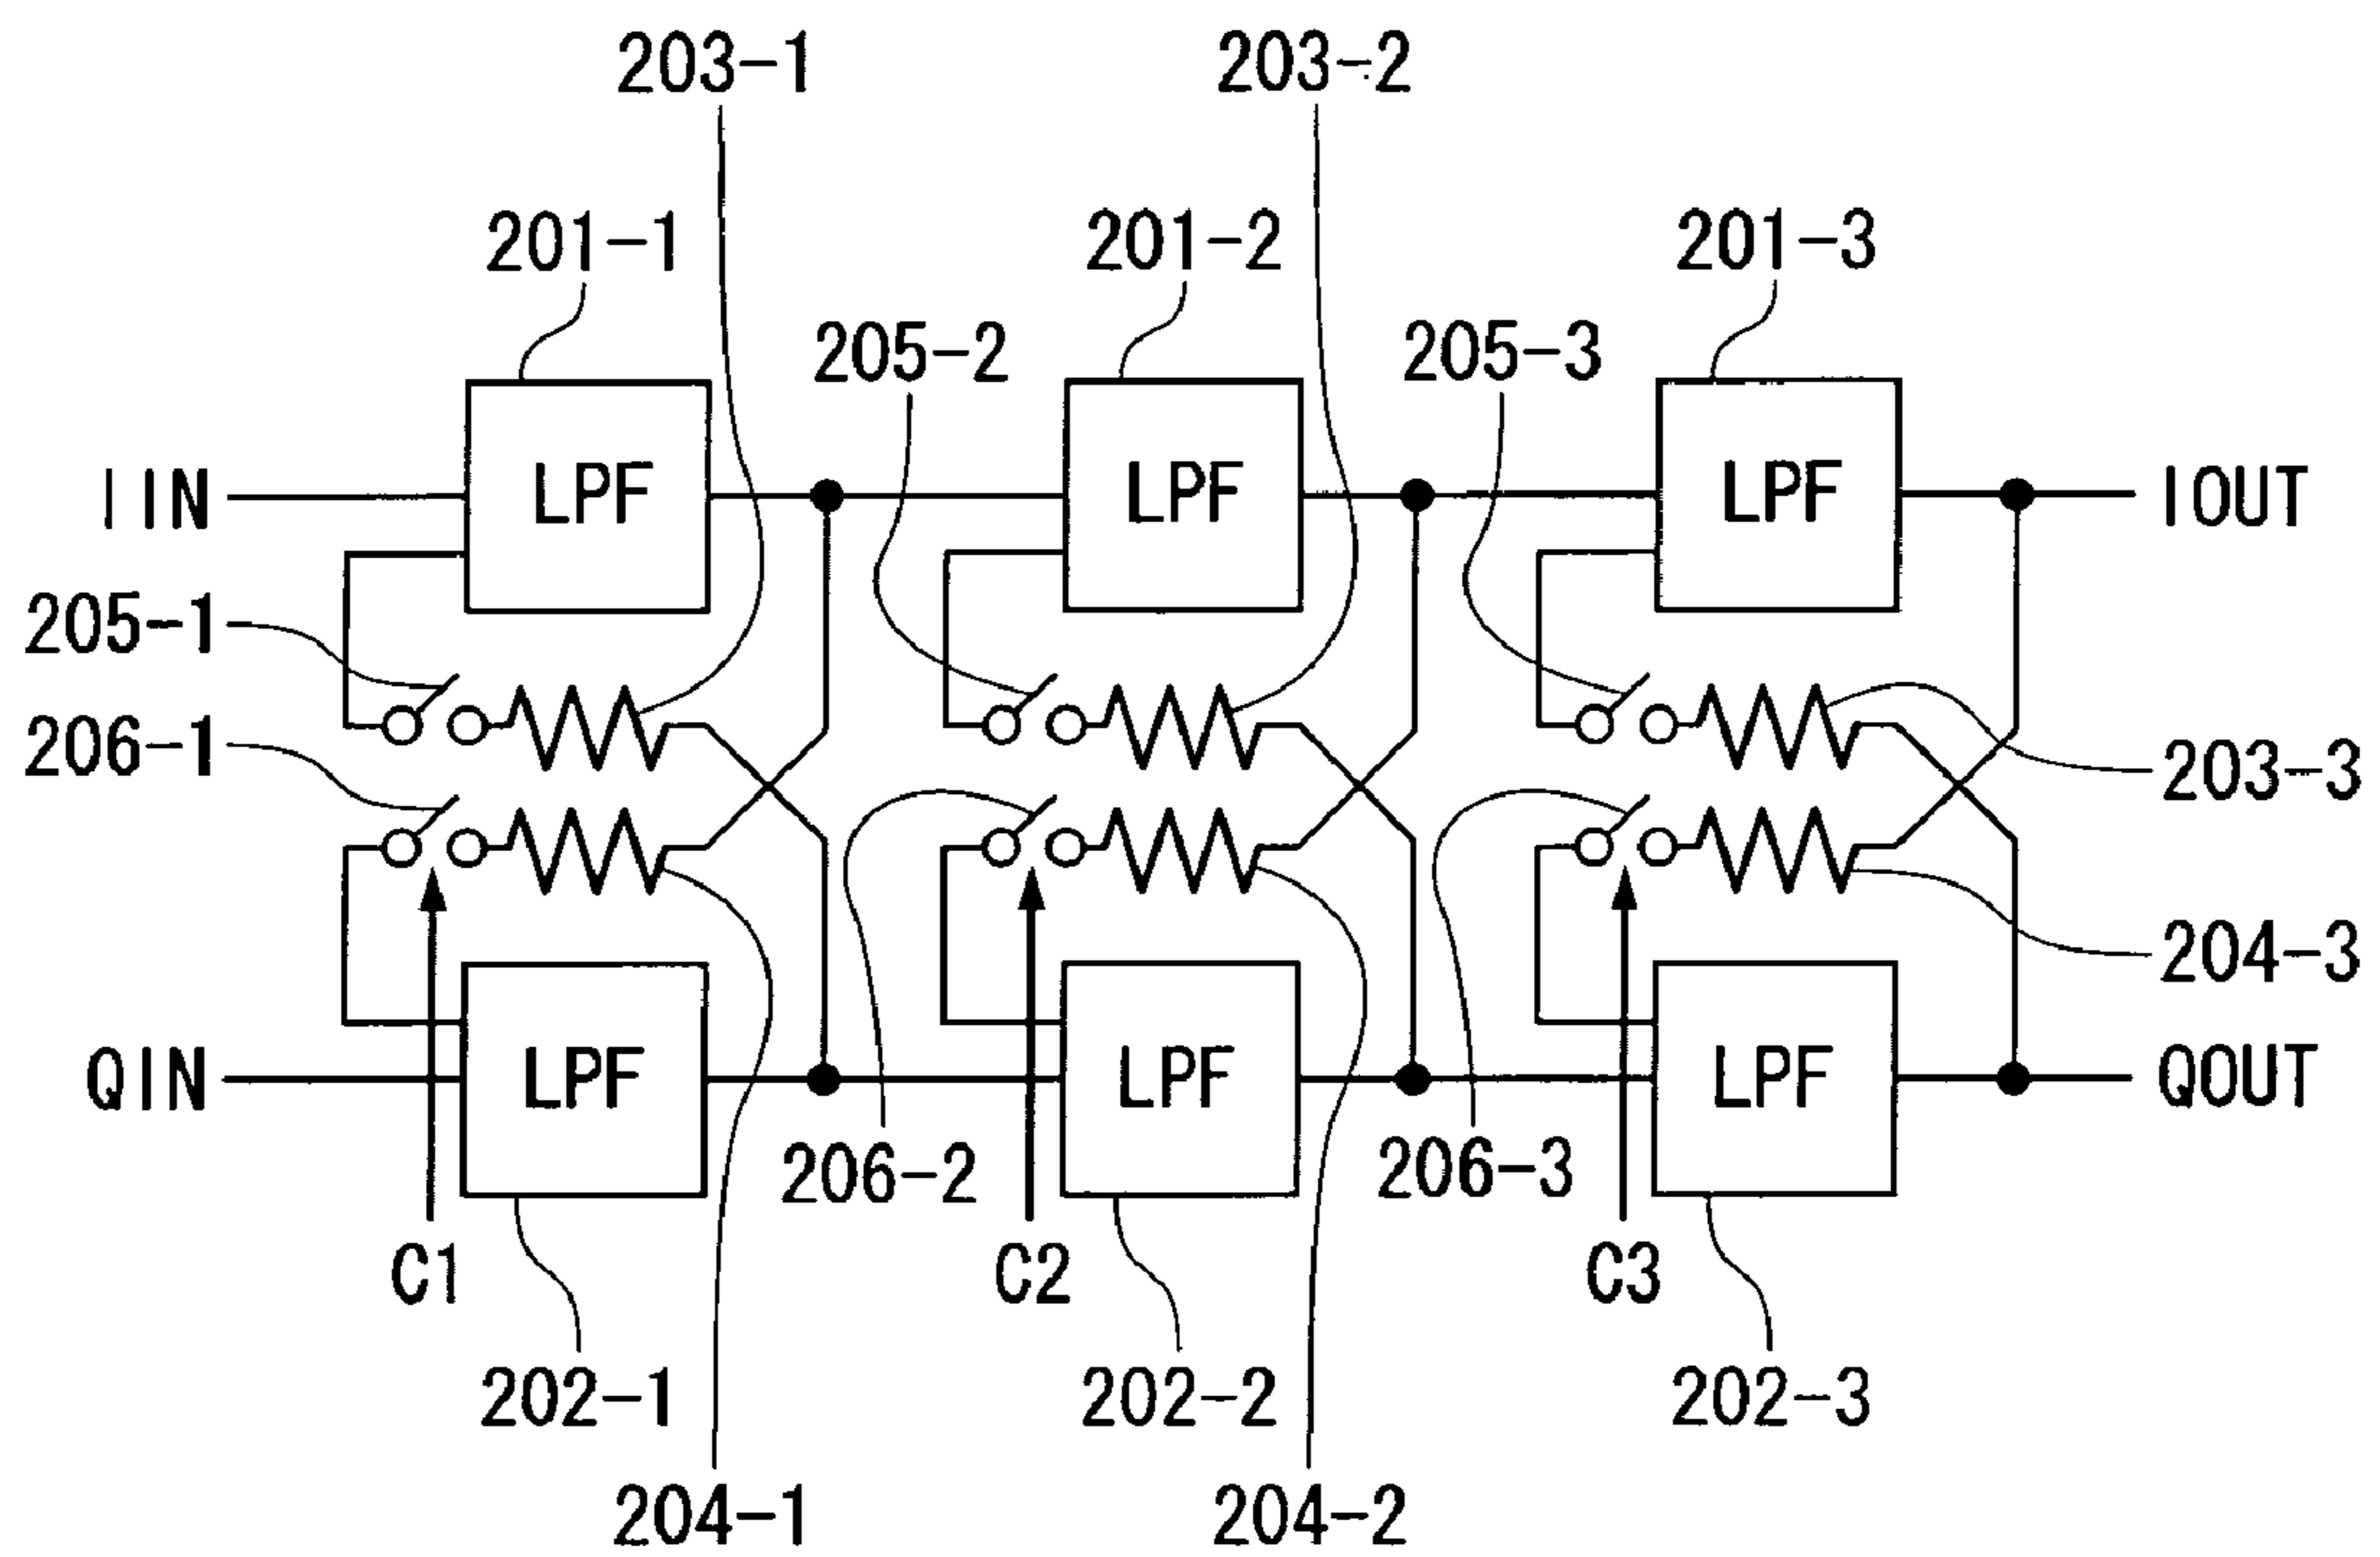 203-1
203-2
201-1
201-2
201-3
205-2
205-3
LPF
LPF
LPF
IIN
IOUT
205-1
206-1
203-3
204-3
LPF
LPF
LPF
QIN
QOUT
206-2
206-3
C1
C2
C3
202-1
202-2
202-3
204-1
204-2